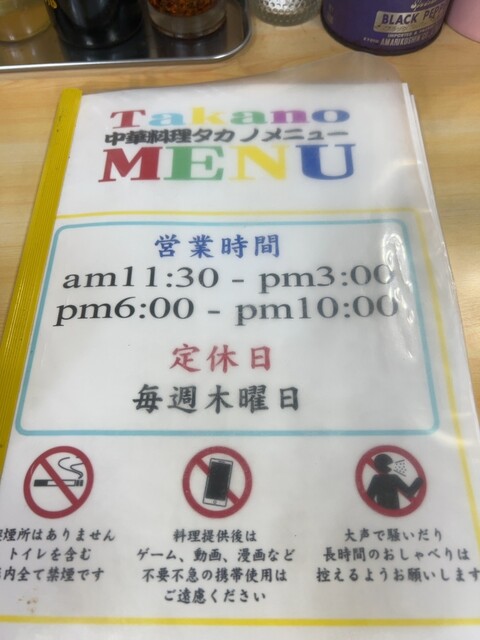 BLACK PEP
Takano
中華料理タカノメニュー
MENU
営業時間
am11:30 - pm3:00
pm6:00 - pm10:00
定休日
毎週木曜日
煙所はありません
トイレを含む
内全て禁煙です
料理提供後は
ゲーム、動画、漫画など
不要不急の携帯使用は
ご遠慮ください
大声で騒いだり
長時間のおしゃべりは
控えるようお願いします